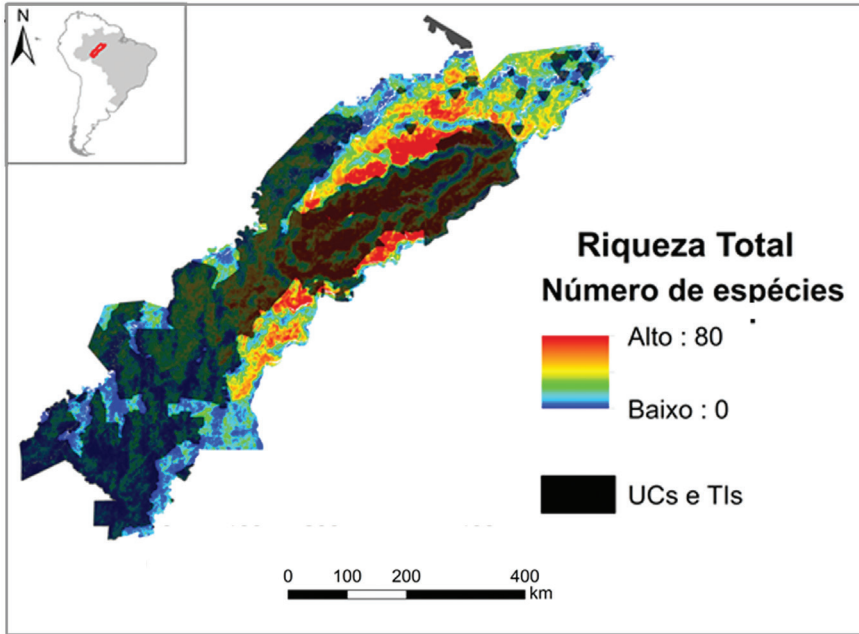 N
Riqueza Total
Número de espécies
Alto : 80
Baixo : 0
UCs e TIs
0 100 200 400
km